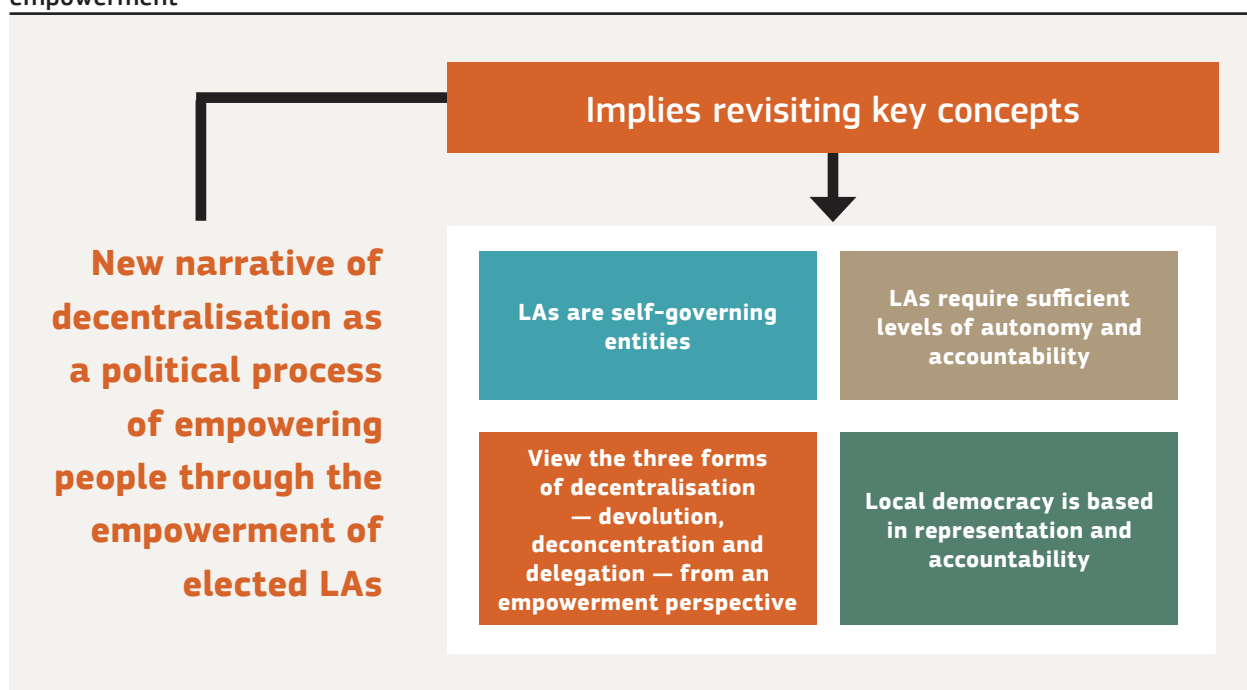 empowerment
Implies revisiting key concepts
New narrative of
decentralisation as
a political process
of empowering
people through the
empowerment of
elected LAs
LAs are self-governing
entities
LAs require sufficient
levels of autonomy and
accountability
View the three forms
of decentralisation
— devolution,
deconcentration and
delegation — from an
empowerment perspective
Local democracy is based
in representation and
accountability